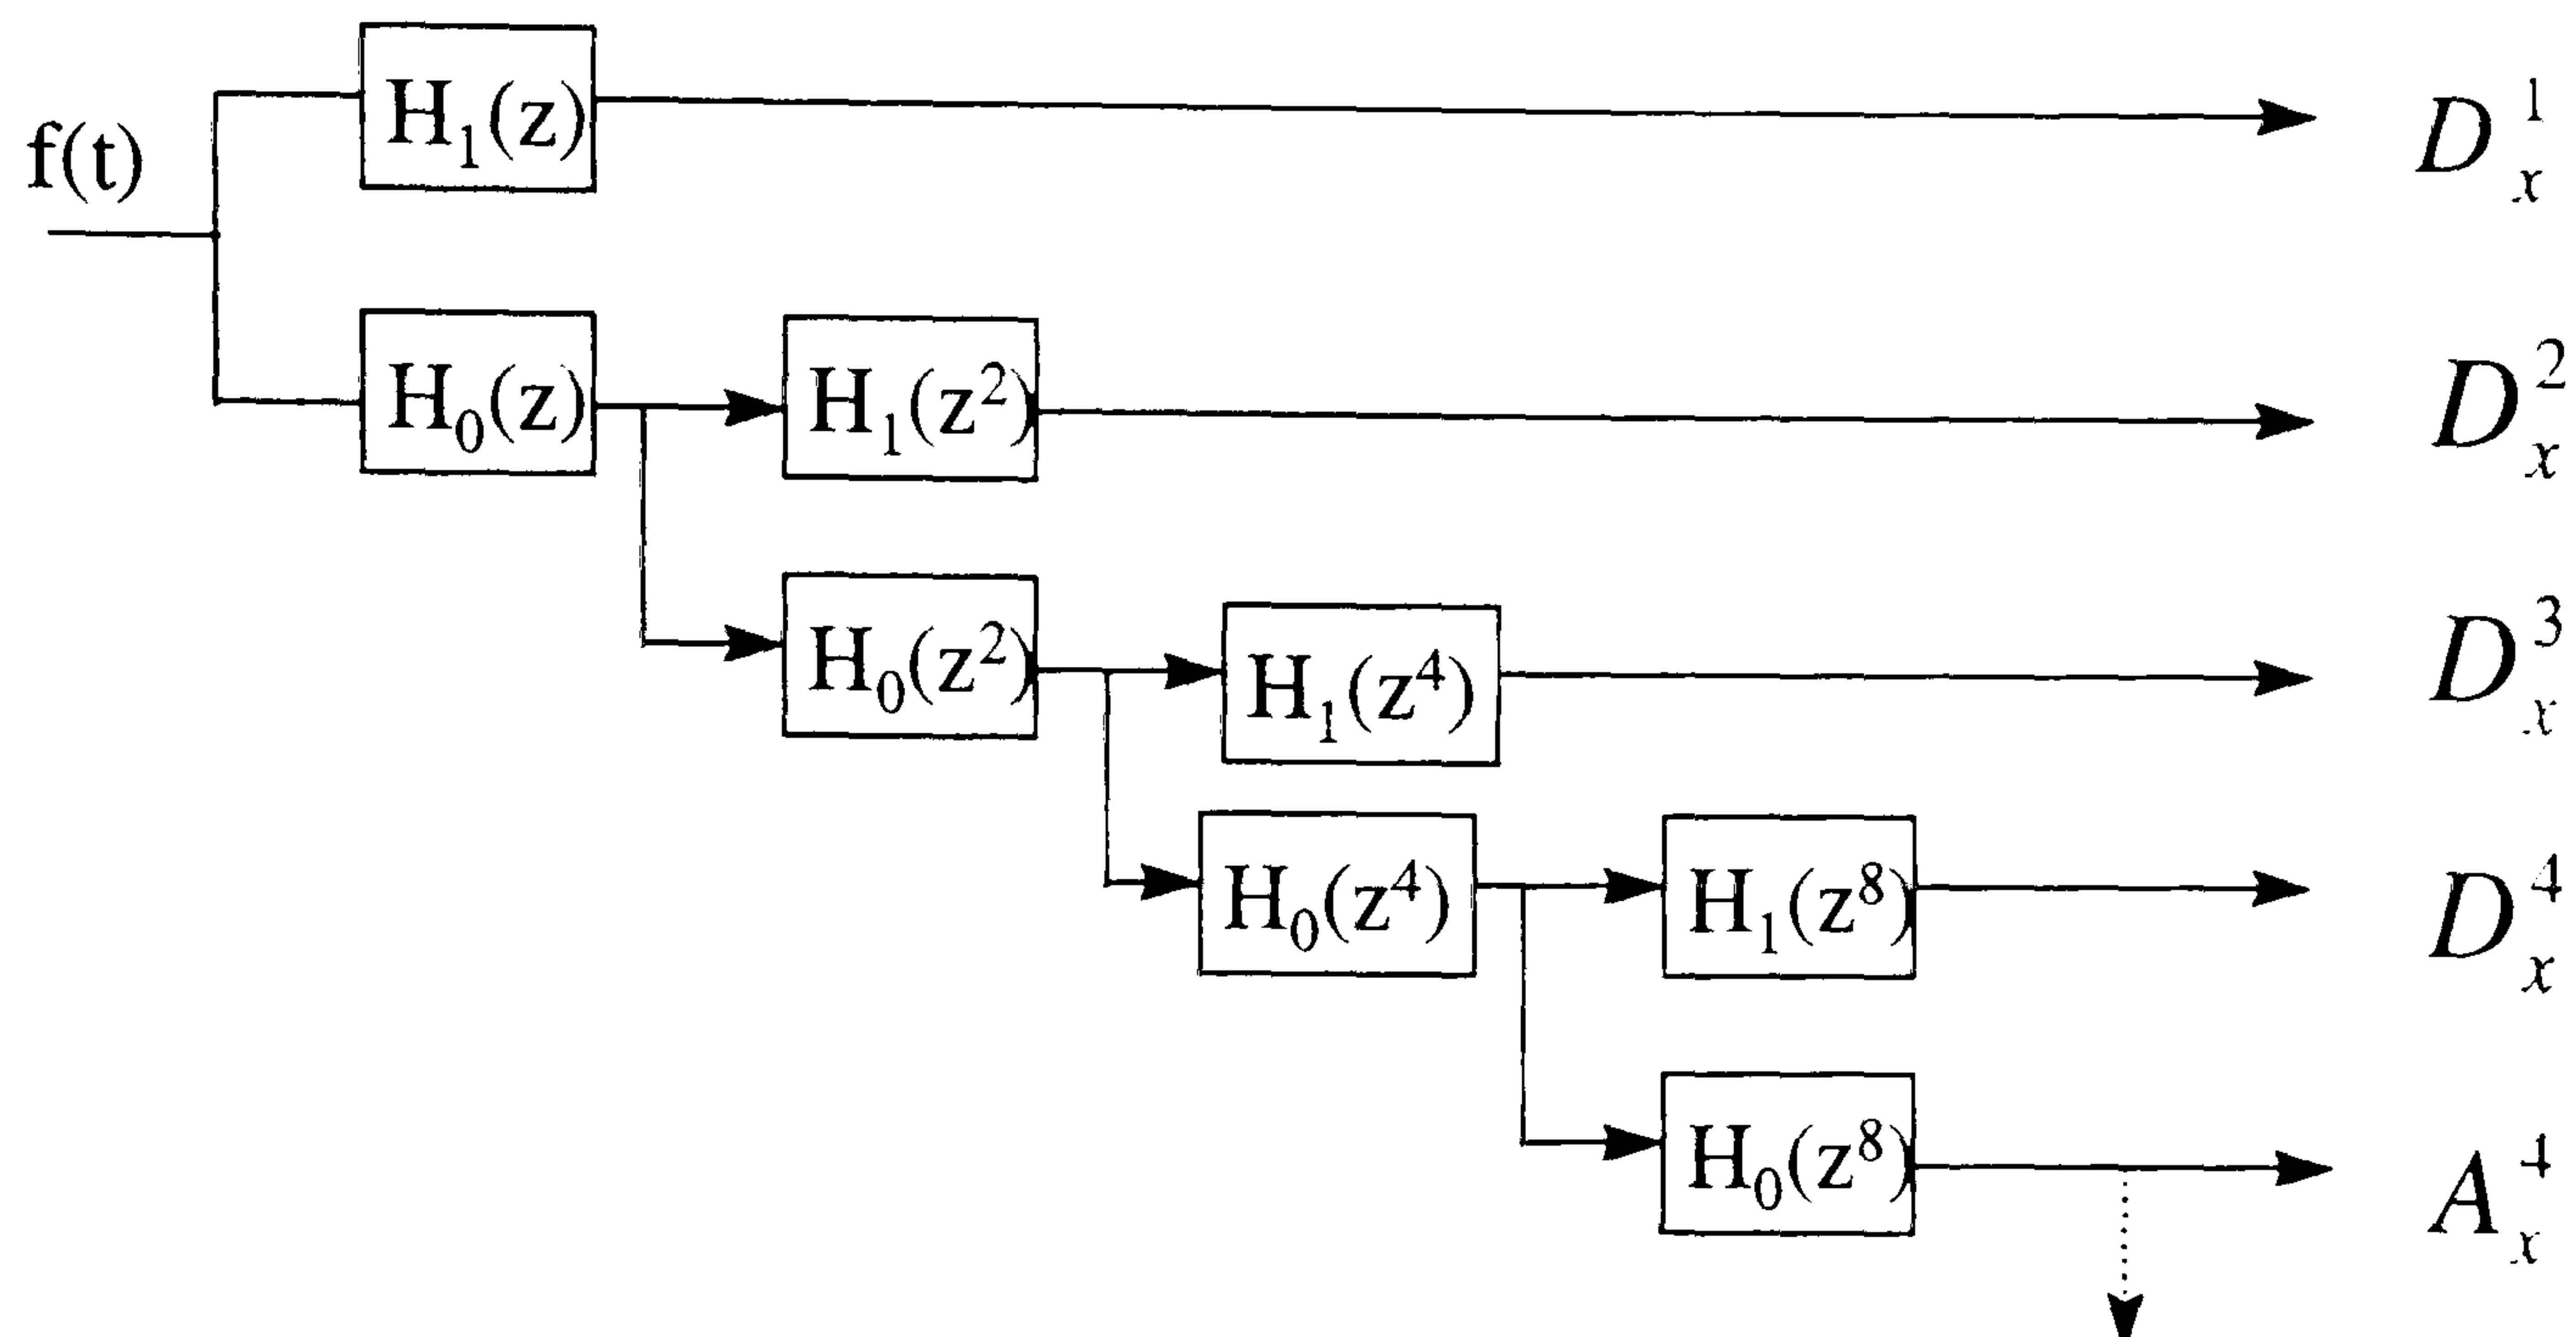 f(t)
H₁(z)
D¹ₓ
H₀(z)
H₁(z²)
D²ₓ
H₀(z²)
H₁(z⁴)
D³ₓ
H₀(z⁴)
H₁(z⁸)
D⁴ₓ
H₀(z⁸)
A⁴ₓ